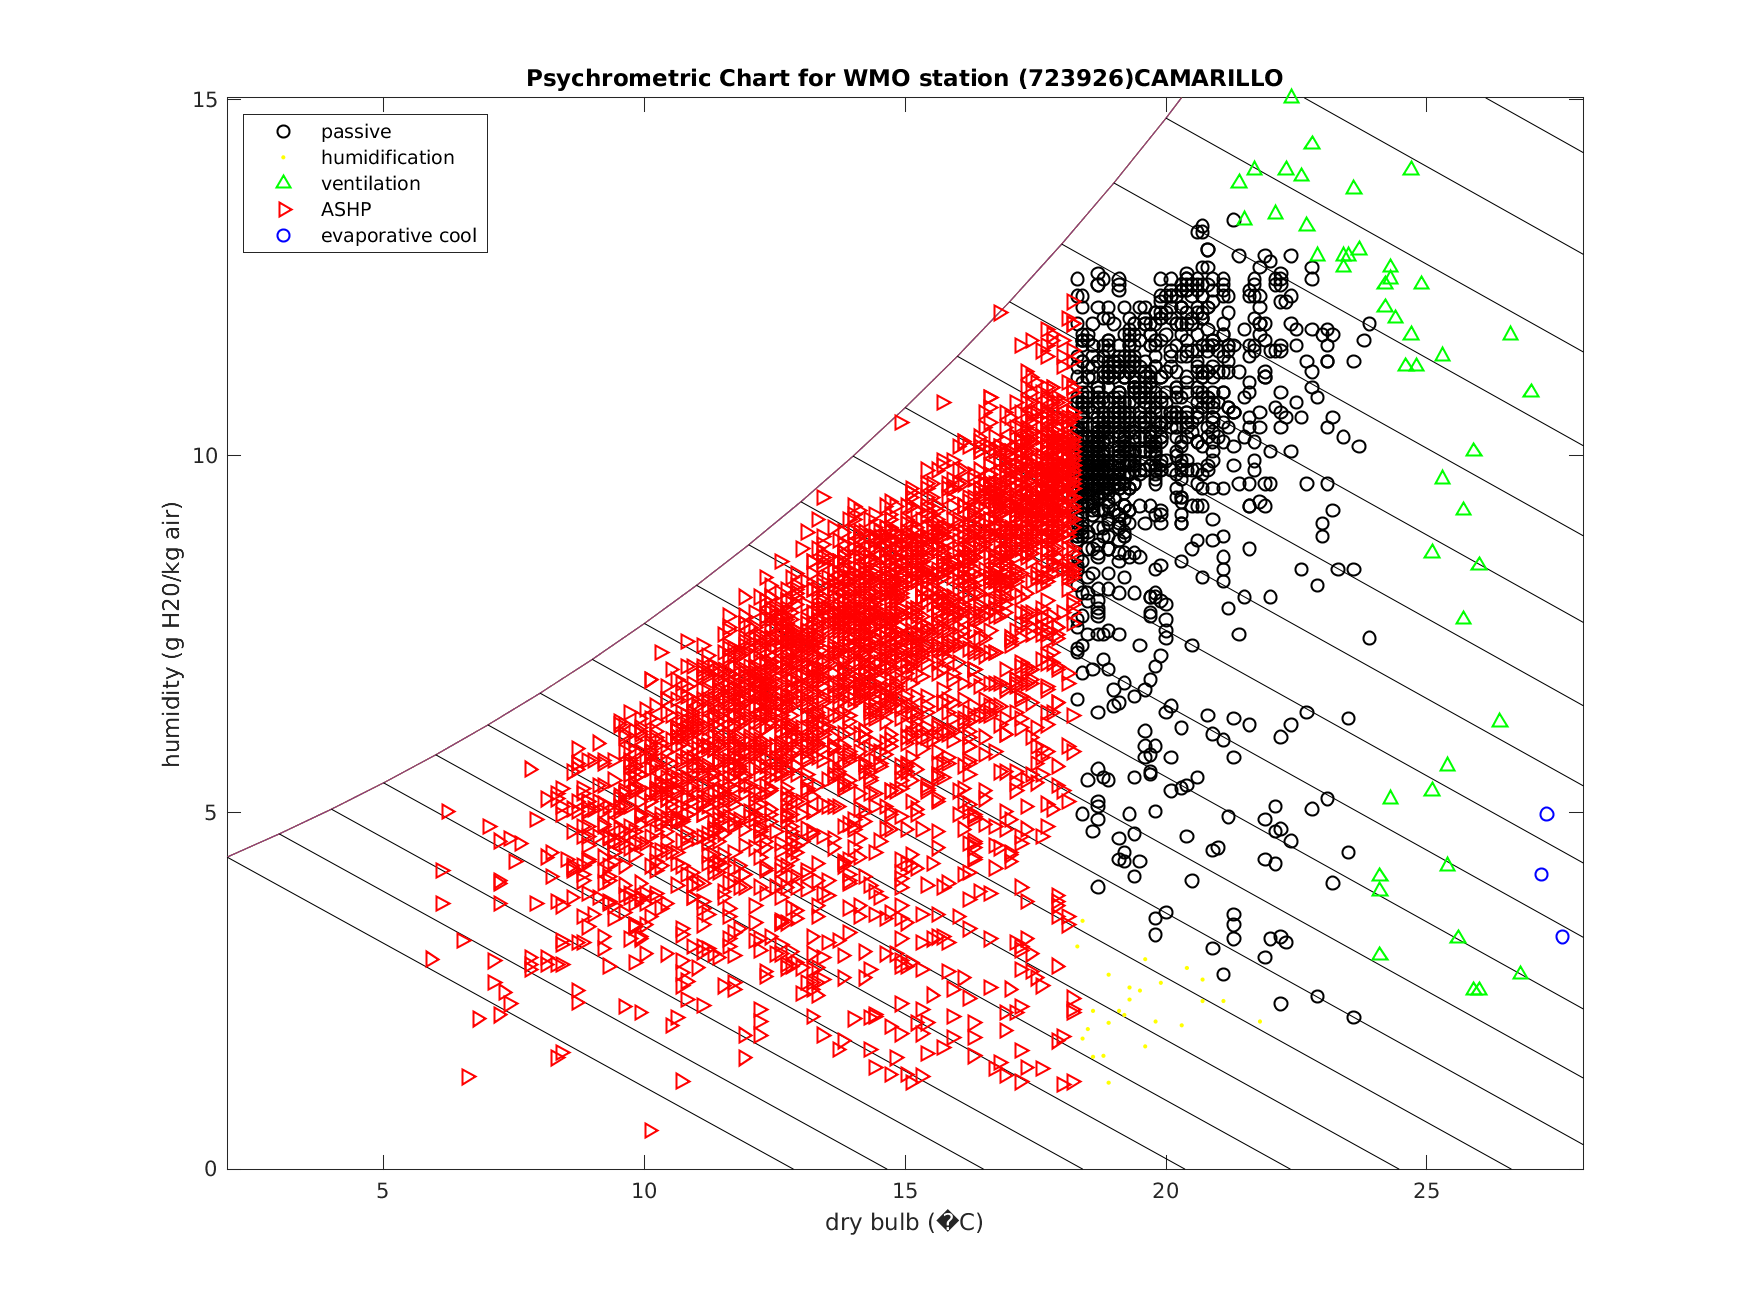 Psychrometric Chart for WMO station (723926)CAMARILLO
15
passive
humidification
ventilation
ASHP
evaporative cool
10
humidity (g H20/kg air)
5
0
5
10
15
20
25
dry bulb (�C)